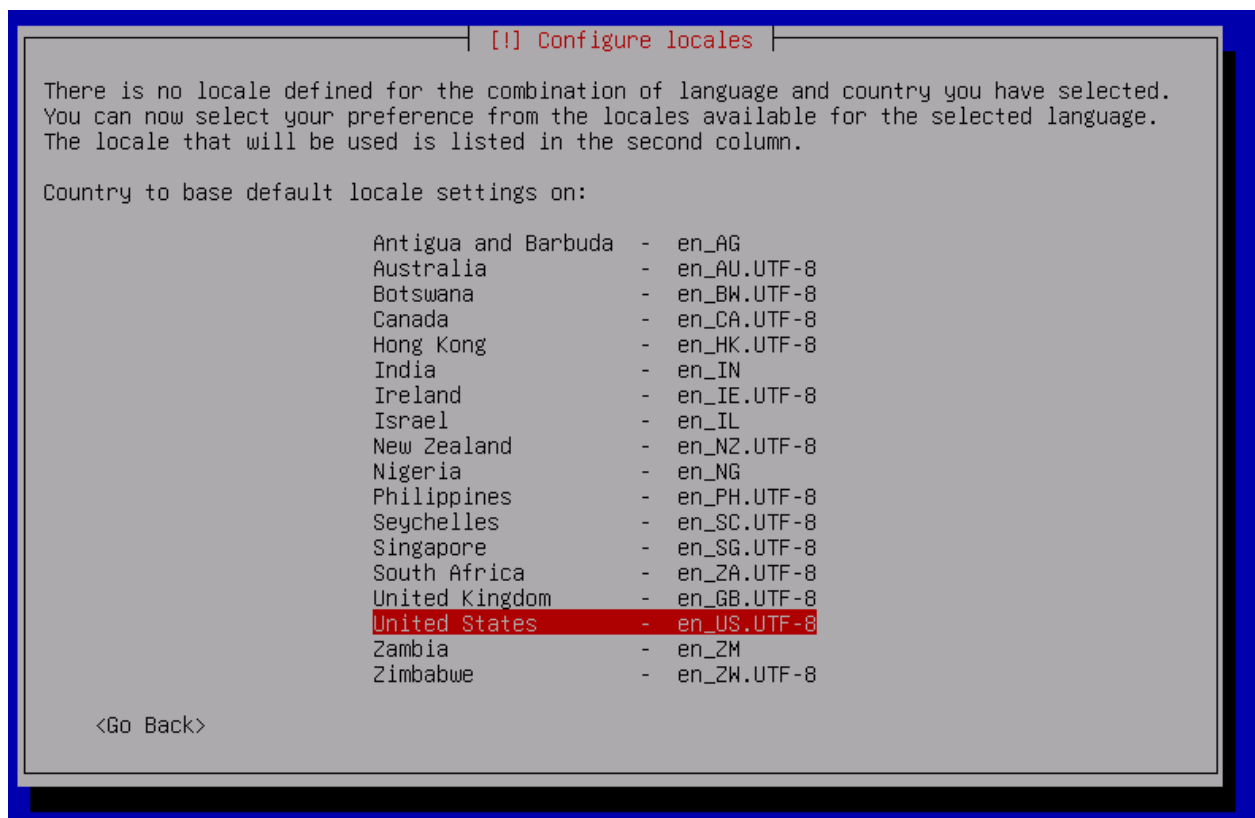 [!] Configure locales
There is no locale defined for the combination of language and country you have selected.
You can now select your preference from the locales available for the selected language.
The locale that will be used is listed in the second column.
Country to base default locale settings on:
Antigua and Barbuda - en_AG
Australia - en_AU.UTF-8
Botswana - en_BW.UTF-8
Canada - en_CA.UTF-8
Hong Kong - en_HK.UTF-8
India - en_IN
Ireland - en_IE.UTF-8
Israel - en_IL
New Zealand - en_NZ.UTF-8
Nigeria - en_NG
Philippines - en_PH.UTF-8
Seychelles - en_SC.UTF-8
Singapore - en_SG.UTF-8
South Africa - en_ZA.UTF-8
United Kingdom - en_GB.UTF-8
United States - en_US.UTF-8
Zambia - en_ZM
Zimbabwe - en_ZW.UTF-8
<Go Back>